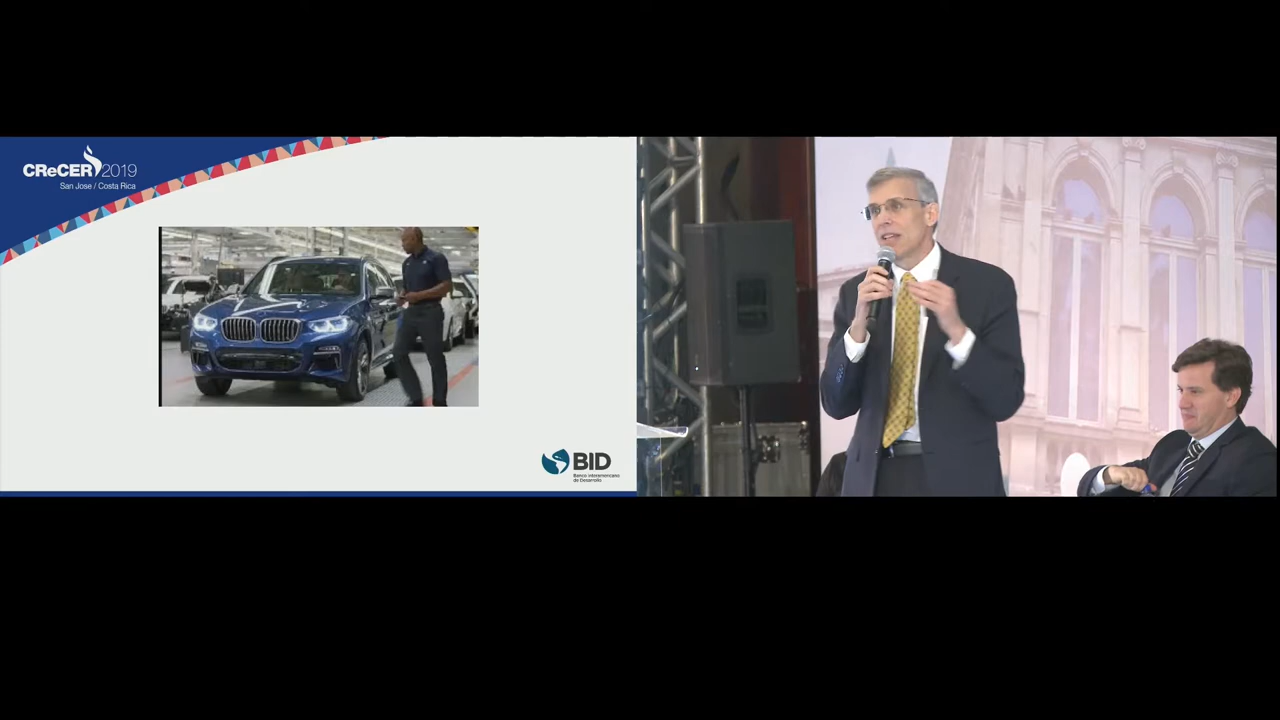 CReCER 2019
San Jose / Costa Rica
BID
Banco Interamericano
de Desarrollo